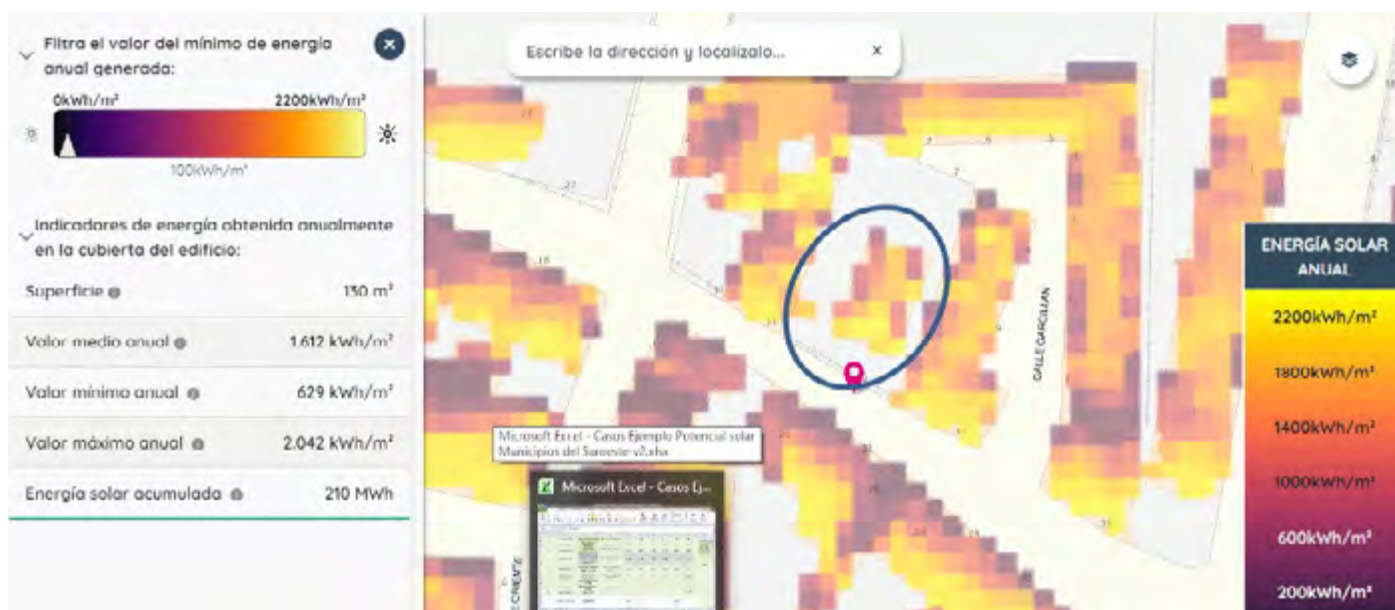 Filtra el valor del mínimo de energía
anual generada:
0kWh/m²
2200kWh/m²
100kWh/m²
Indicadores de energía obtenida anualmente
en la cubierta del edificio:
Superficie
130 m²
Valor medio anual
1.612 kWh/m²
Valor mínimo anual
629 kWh/m²
Valor máximo anual
2.042 kWh/m²
Energía solar acumulada
210 MWh
Escribe la dirección y localízalo...
CALLE GARCILLAN
Microsoft Excel - Casos Ejemplo Potencial solar
Municipios del
Microsoft Excel - Casos Ej...
ENERGÍA SOLAR
ANUAL
2200kWh/m²
1800kWh/m²
1400kWh/m²
1000kWh/m²
600kWh/m²
200kWh/m²